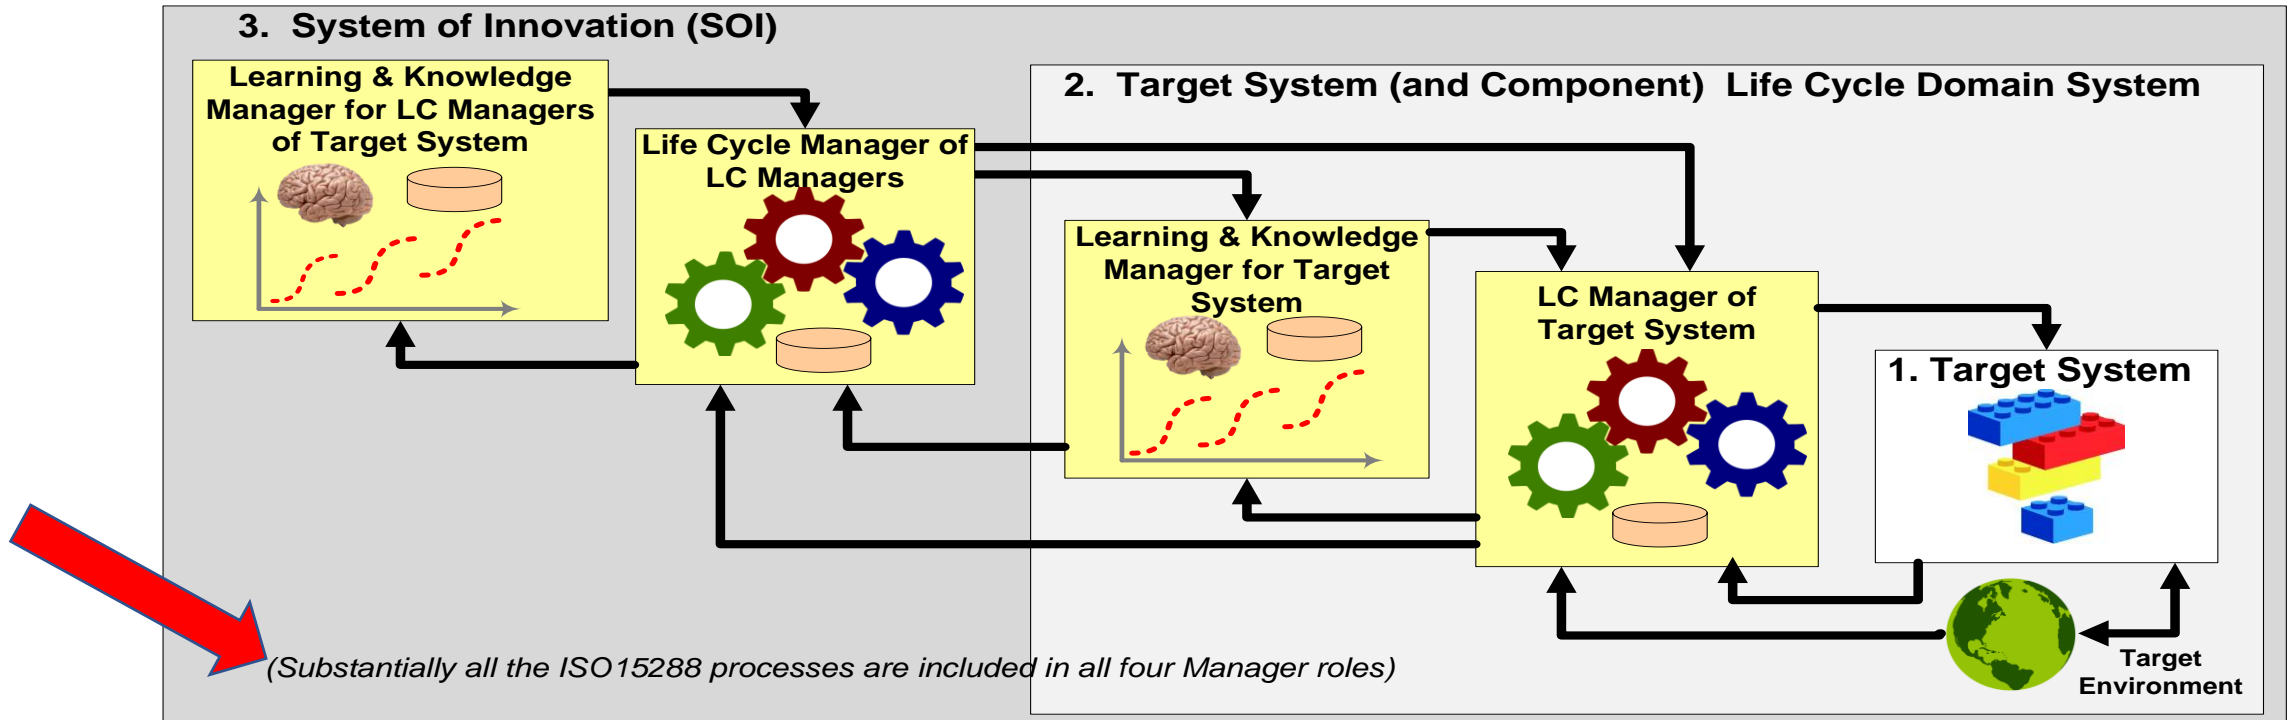 3. System of Innovation (SOI)
Learning & Knowledge
Manager for LC Managers
of Target System
2. Target System (and Component) Life Cycle Domain System
Life Cycle Manager of
LC Managers
Learning & Knowledge
Manager for Target
System
LC Manager of
Target System
1. Target System
Target
Environment
(Substantially all the ISO15288 processes are included in all four Manager roles)